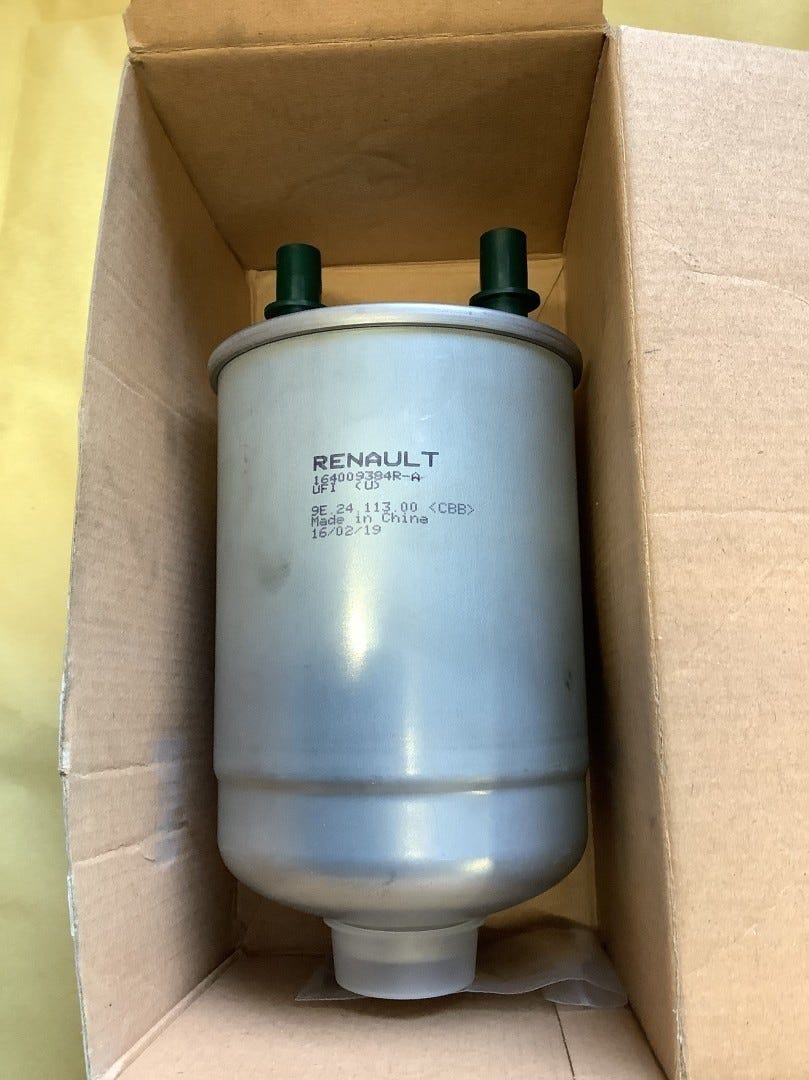 RENAULT
164009384R-A
UFI (U)
9E.24.113.00 <CBB>
Made in China
16/02/19